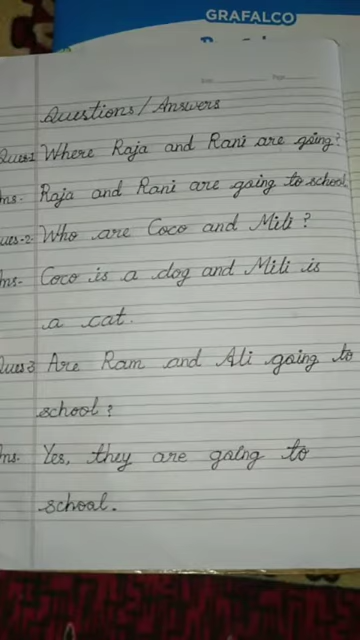 GRAFALCO
Questions/Answers
Ques1 Where Raja and Rani are going?
Ans- Raja and Rani are going to school
Ques-2- Who are Coco and Mili?
Ans- Coco is a dog and Mili is
a cat.
Ques3 Are Ram and Ali going to
school?
Ans. Yes, they are going to
school.